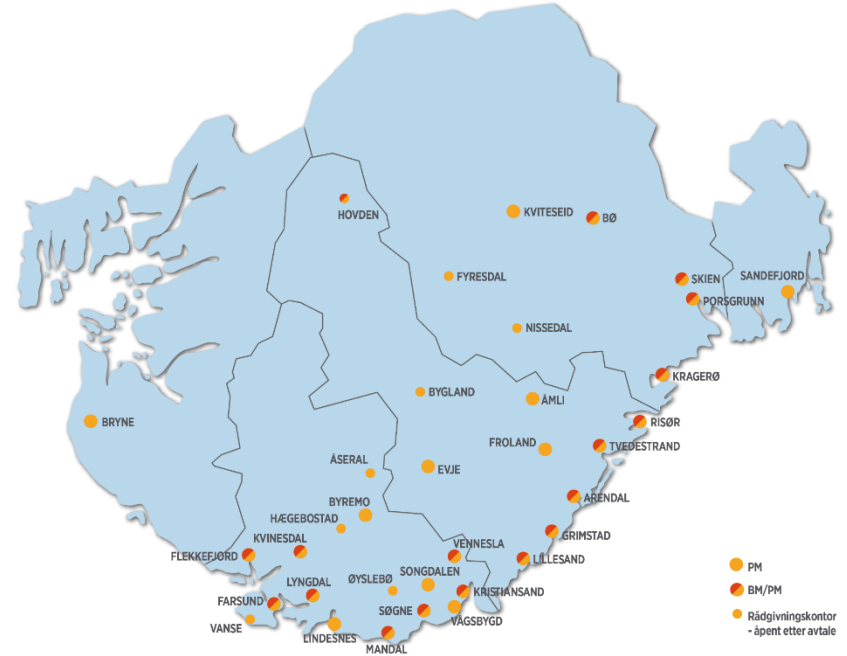 HOVDEN
KVITESEID
BØ
FYRESDAL
SKIEN
SANDEFJORD
PORSGRUNN
NISSEDAL
KRAGERØ
BYGLAND
ÅMLI
BRYNE
RISØR
FROLAND
TVEDESTRAND
ÅSERAL
EVJE
ARENDAL
BYREMO
HÆGEBOSTAD
GRIMSTAD
KVINESDAL
VENNESLA
FLEKKEFJORD
LILLESAND
SONGDALEN
ØYSLEBØ
LYNGDAL
KRISTIANSAND
FARSUND
SØGNE
VÅGSBYGD
VANSE
LINDESNES
MANDAL
PM
BM/PM
Rådgivningskontor
- åpent etter avtale